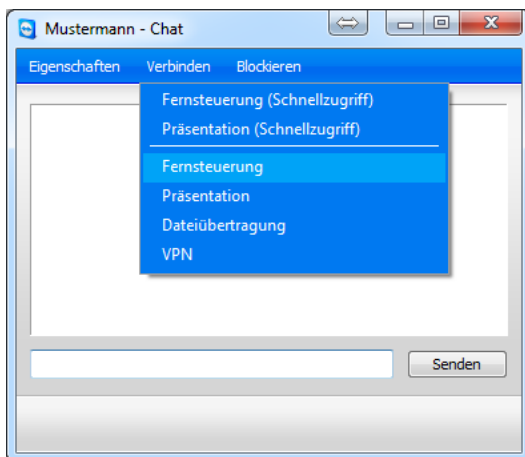 Mustermann - Chat
Eigenschaften Verbinden Blockieren
Fernsteuerung (Schnellzugriff)
Präsentation (Schnellzugriff)
Fernsteuerung
Präsentation
Dateiübertragung
VPN
Senden